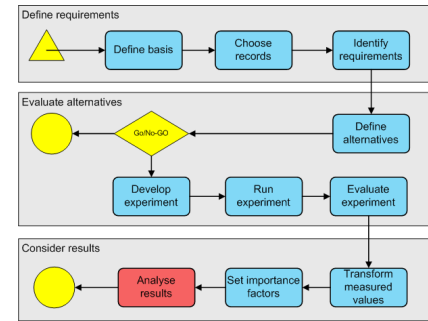 Define requirements
Define basis
Choose
records
Identify
requirements
Evaluate alternatives
Go/No-GO
Define
alternatives
Develop
experiment
Run
experiment
Evaluate
experiment
Consider results
Analyse
results
Set importance
factors
Transform
measured
values